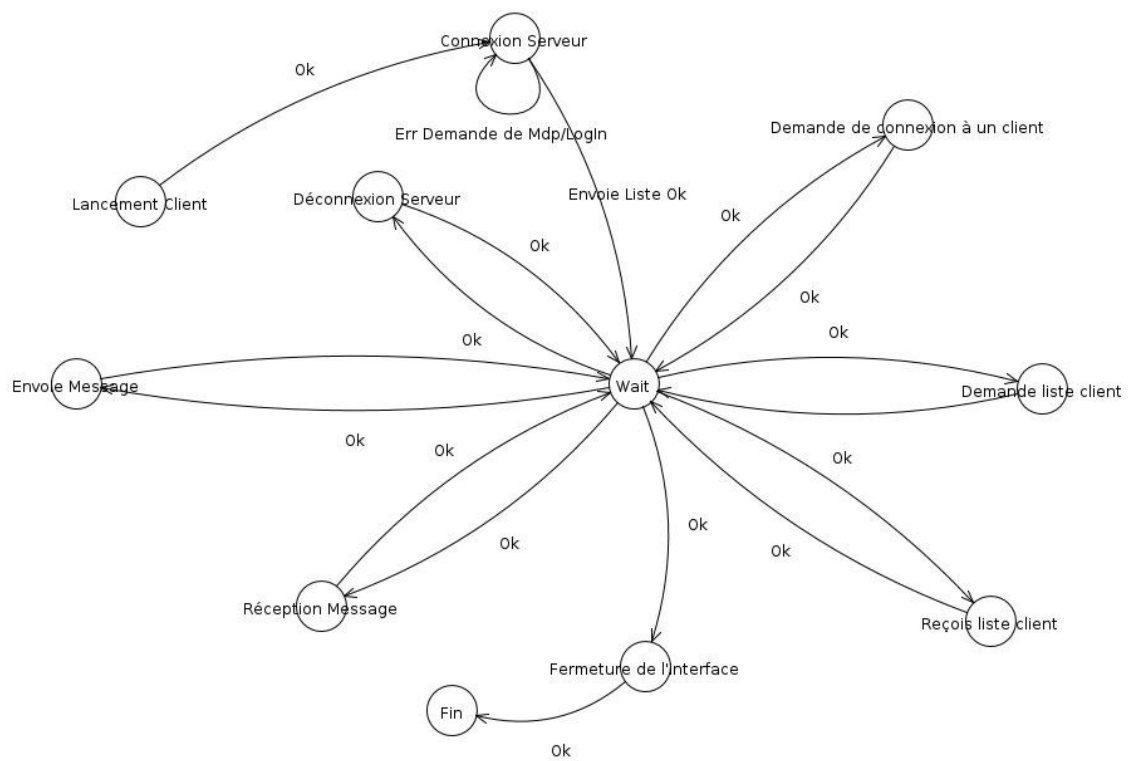 Connexion Serveur
Ok
Demande de connexion à un client
Err Demande de Mdp/LogIn
Déconnexion Serveur
Envoie Liste Ok
Lancement Client
Ok
Ok
Ok
Ok
Ok
Envoie Message
Wait
Demande liste client
Ok
Ok
Ok
Ok
Ok
Ok
Réception Message
Reçois liste client
Fermeture de l'Interface
Fin
Ok